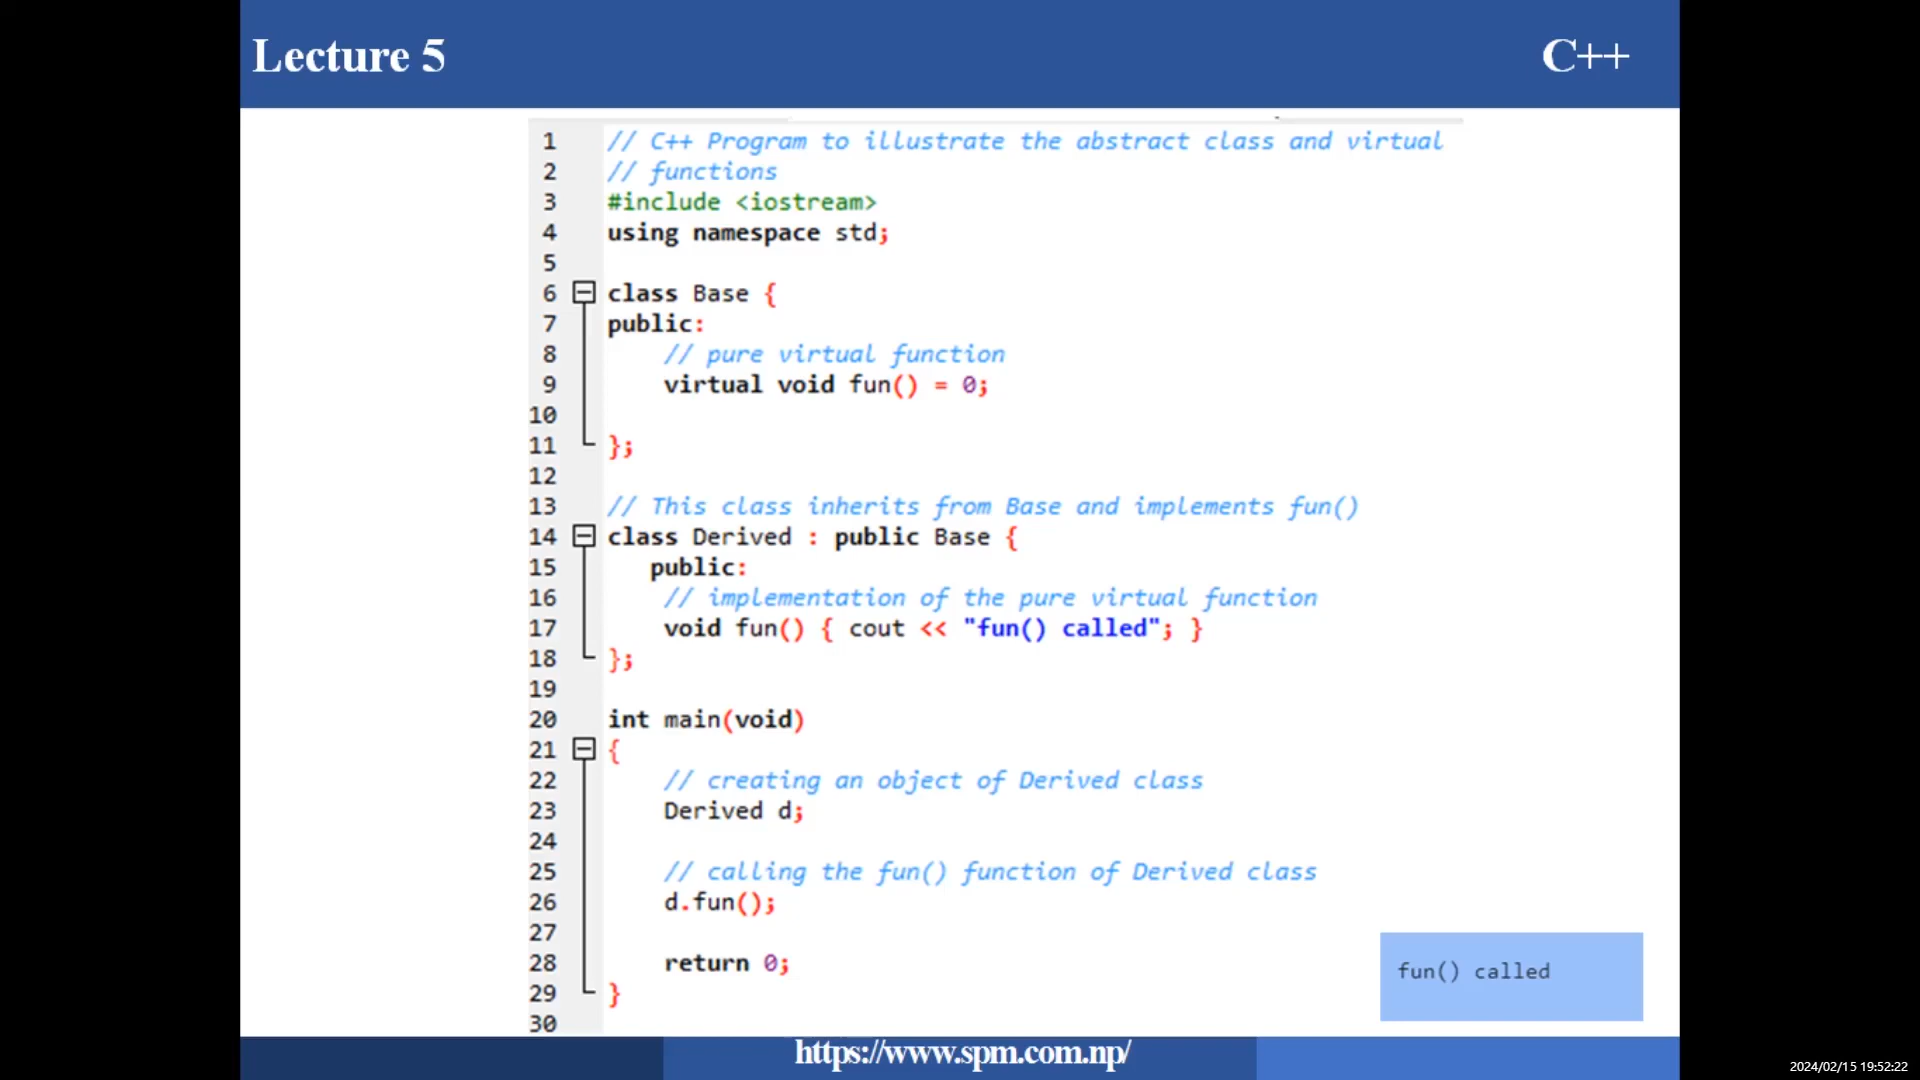 Lecture 5
C++
1 // C++ Program to illustrate the abstract class and virtual
2 // functions
3 #include <iostream>
4 using namespace std;
5
6 class Base {
7 public:
8 // pure virtual function
9 virtual void fun() = 0;
10
11 };
12
13 // This class inherits from Base and implements fun()
14 class Derived : public Base {
15 public:
16 // implementation of the pure virtual function
17 void fun() { cout << "fun() called"; }
18 };
19
20 int main(void)
21 {
22 // creating an object of Derived class
23 Derived d;
24
25 // calling the fun() function of Derived class
26 d.fun();
27
28 return 0;
29 }
30
fun() called
https://www.spm.com.np/
2024/02/15 19:52:22